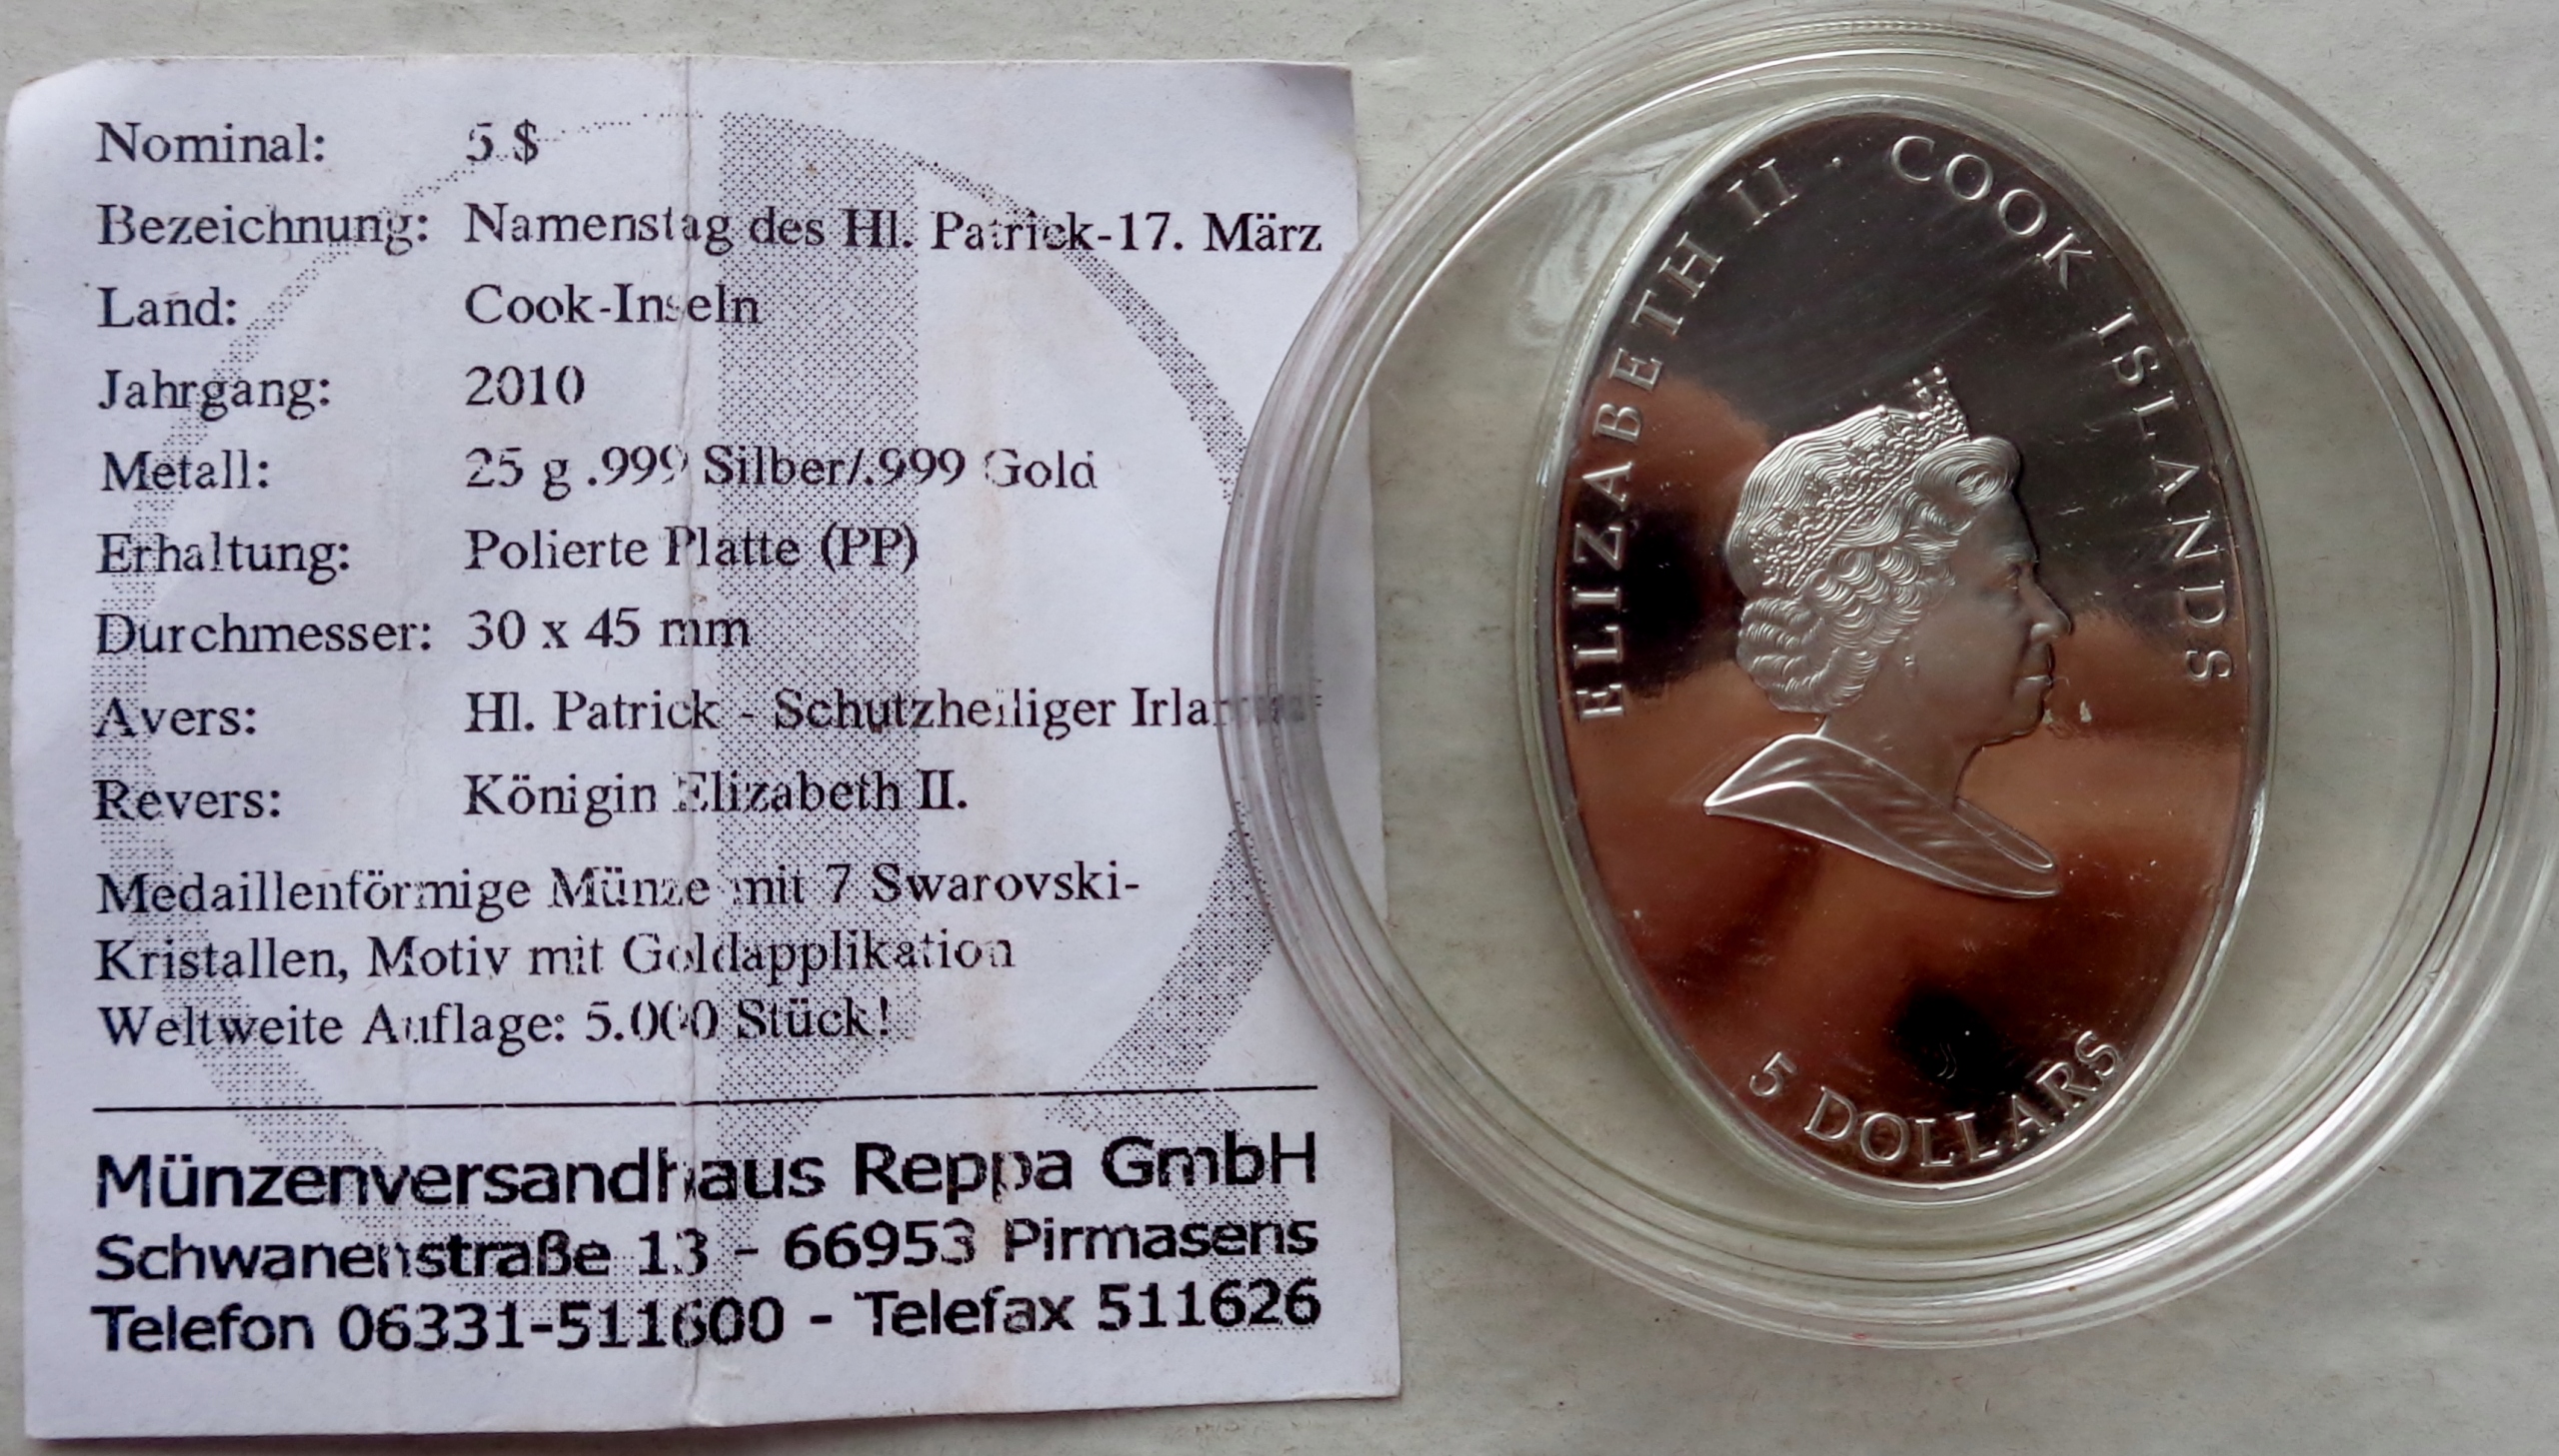 Nominal: 5 $
Bezeichnung: Namenstag des Hl. Patrick-17. März
Land: Cook-Inseln
Jahrgang: 2010
Metall: 25 g .999 Silber/.999 Gold
Erhaltung: Polierte Platte (PP)
Durchmesser: 30 x 45 mm
Avers: Hl. Patrick - Schutzheiliger
Revers: Königin Elizabeth II.
Medaillenförmige Münze mit 7 Swarovski-
Kristallen, Motiv mit Goldapplikation
Weltweite Auflage: 5.000 Stück!
Münzenversandhaus Reppa GmbH
Schwanenstraße 13 - 66953 Pirmasens
Telefon 06331-511600 - Telefax 511626
ELIZABETH II · COOK ISLANDS
5 DOLLARS